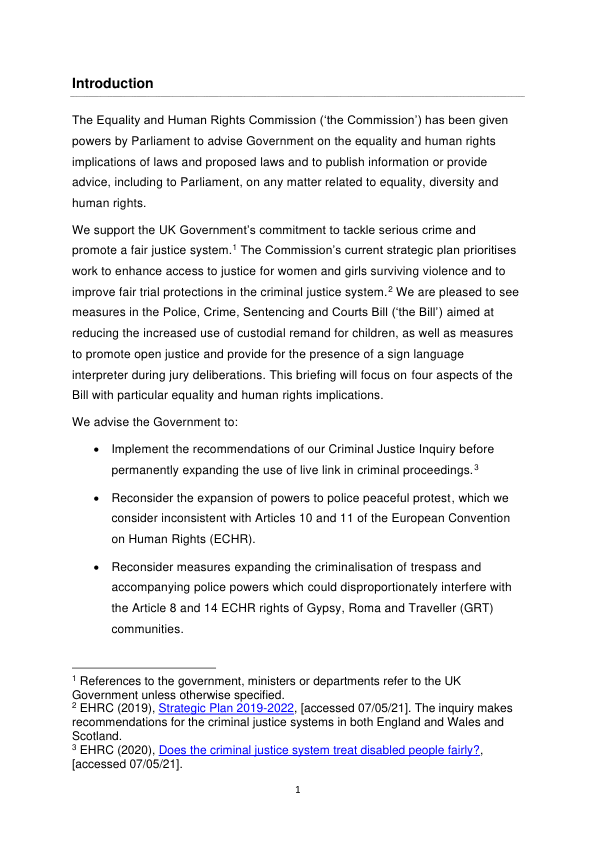 Introduction
The Equality and Human Rights Commission (‘the Commission’) has been given
powers by Parliament to advise Government on the equality and human rights
implications of laws and proposed laws and to publish information or provide
advice, including to Parliament, on any matter related to equality, diversity and
human rights.
We support the UK Government’s commitment to tackle serious crime and
promote a fair justice system.1 The Commission’s current strategic plan prioritises
work to enhance access to justice for women and girls surviving violence and to
improve fair trial protections in the criminal justice system.2 We are pleased to see
measures in the Police, Crime, Sentencing and Courts Bill (‘the Bill’) aimed at
reducing the increased use of custodial remand for children, as well as measures
to promote open justice and provide for the presence of a sign language
interpreter during jury deliberations. This briefing will focus on four aspects of the
Bill with particular equality and human rights implications.
We advise the Government to:
• Implement the recommendations of our Criminal Justice Inquiry before
permanently expanding the use of live link in criminal proceedings.3
• Reconsider the expansion of powers to police peaceful protest, which we
consider inconsistent with Articles 10 and 11 of the European Convention
on Human Rights (ECHR).
• Reconsider measures expanding the criminalisation of trespass and
accompanying police powers which could disproportionately interfere with
the Article 8 and 14 ECHR rights of Gypsy, Roma and Traveller (GRT)
communities.
1 References to the government, ministers or departments refer to the UK
Government unless otherwise specified.
2 EHRC (2019), Strategic Plan 2019-2022, [accessed 07/05/21]. The inquiry makes
recommendations for the criminal justice systems in both England and Wales and
Scotland.
3 EHRC (2020), Does the criminal justice system treat disabled people fairly?,
[accessed 07/05/21].
1